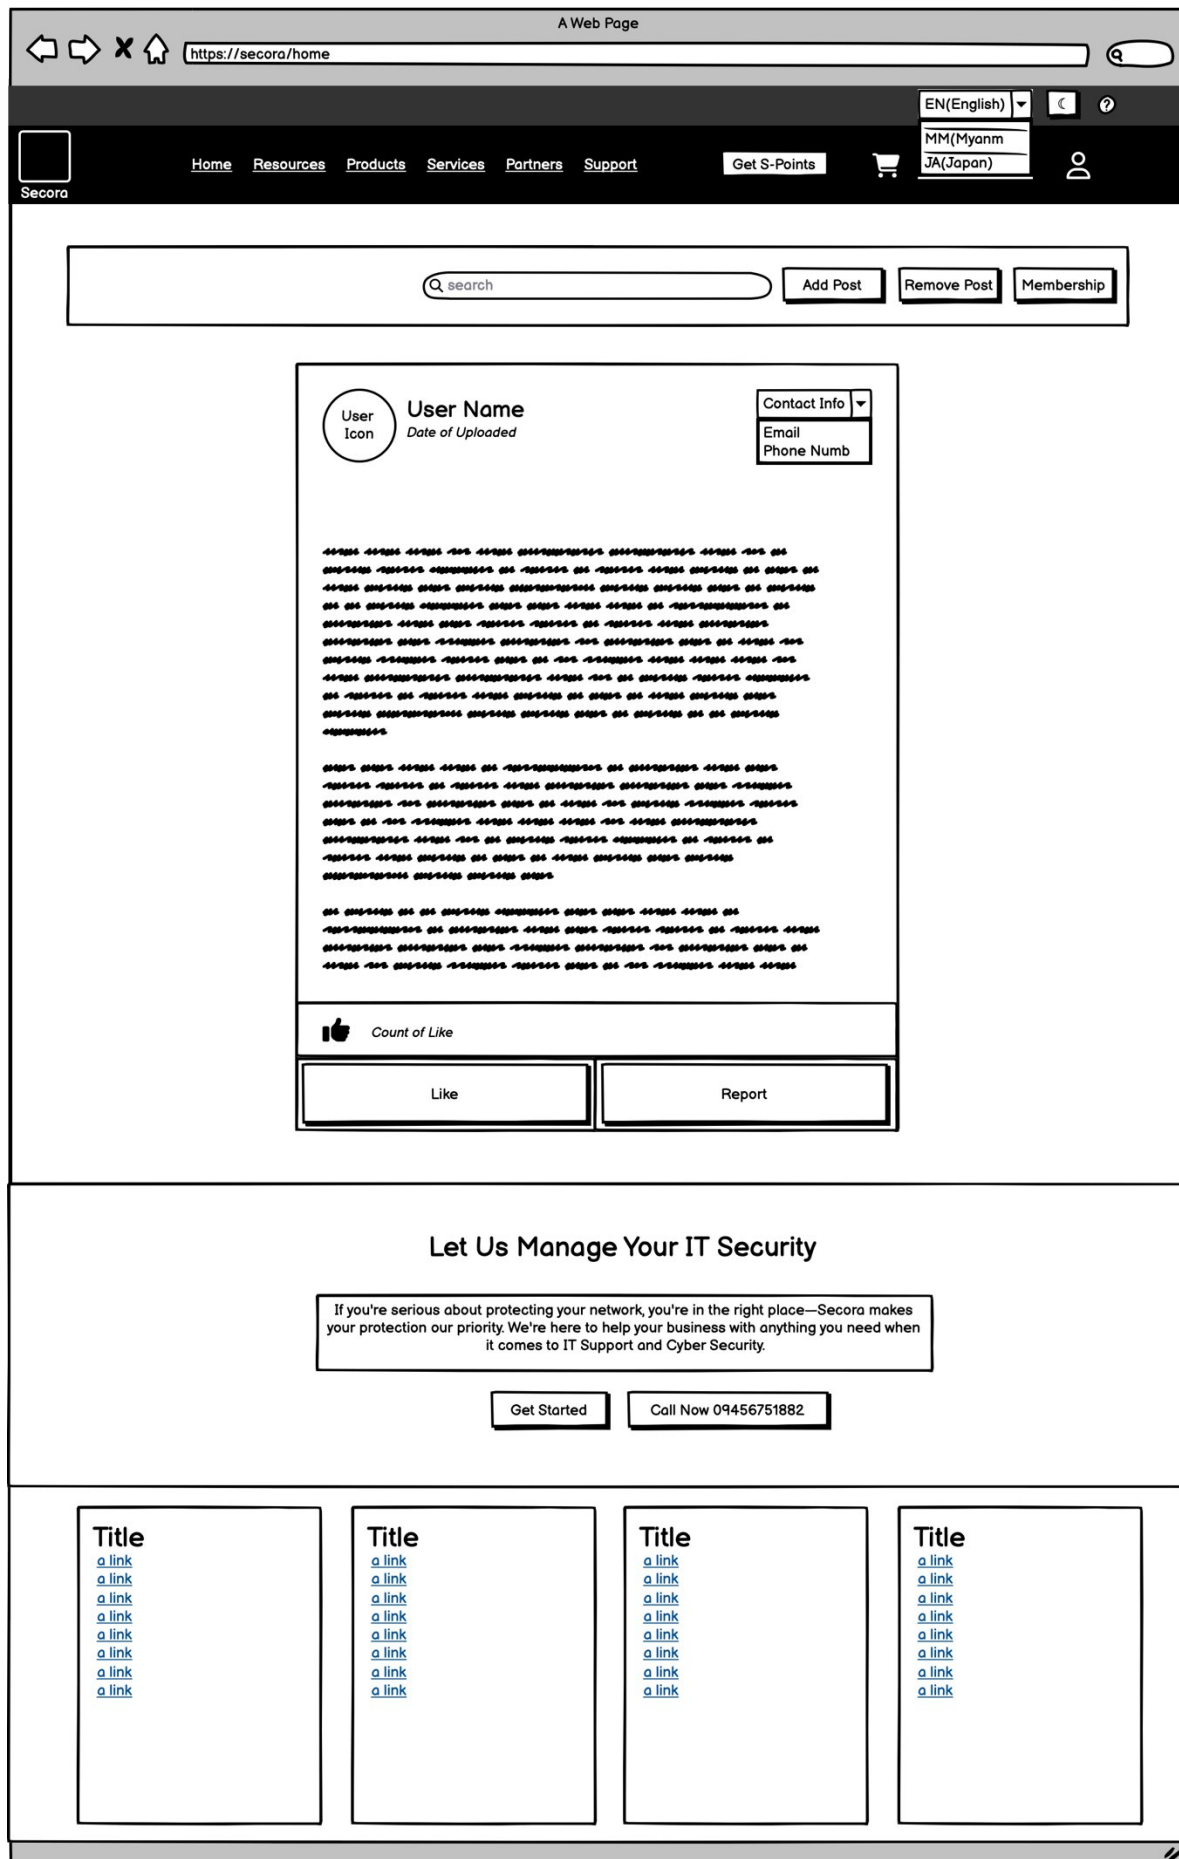 A Web Page
https://secora/home
EN(English)
MM(Myanm
JA(Japan)
Secora
Home Resources Products Services Partners Support Get S-Points
search
Add Post Remove Post Membership
User Icon
User Name
Date of Uploaded
Contact Info
Email
Phone Numb
Count of Like
Like Report
Let Us Manage Your IT Security
If you're serious about protecting your network, you're in the right place—Secora makes
your protection our priority. We're here to help your business with anything you need when
it comes to IT Support and Cyber Security.
Get Started Call Now 09456751882
Title
a link
a link
a link
a link
a link
a link
a link
a link
Title
a link
a link
a link
a link
a link
a link
a link
a link
Title
a link
a link
a link
a link
a link
a link
a link
a link
Title
a link
a link
a link
a link
a link
a link
a link
a link